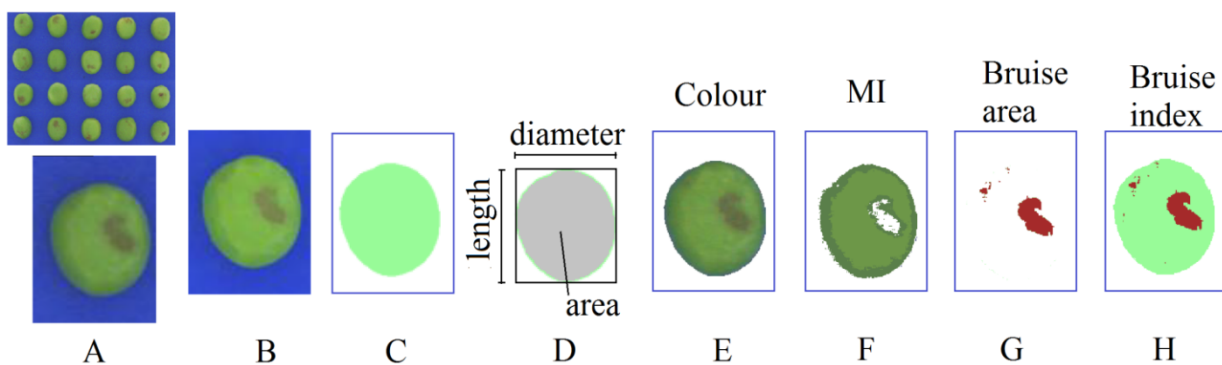 Colour
MI
Bruise
area
Bruise
index
diameter
length
area
A
B
C
D
E
F
G
H